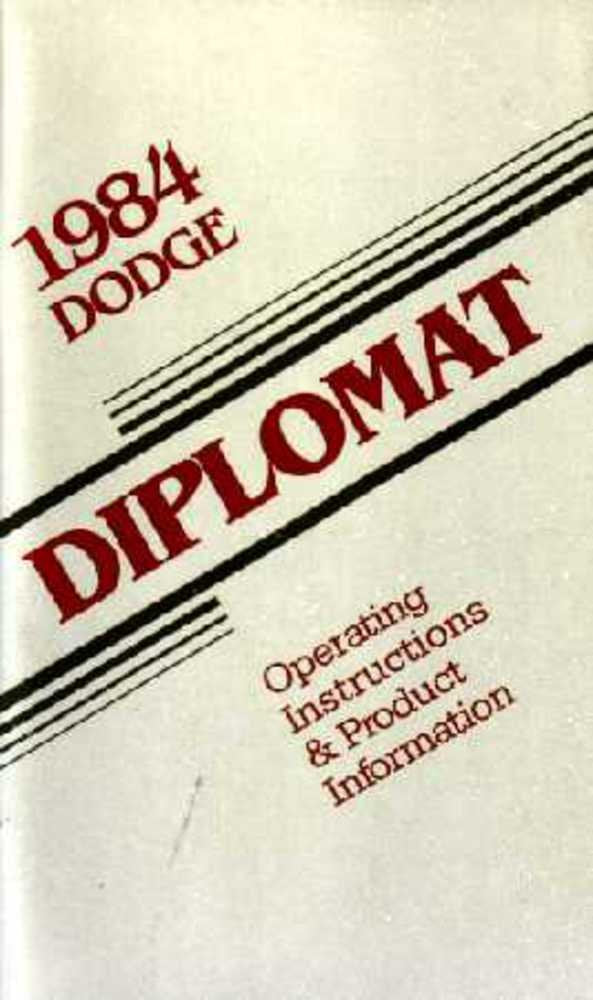 1984
DODGE
DIPLOMAT
Operating
Instructions
& Product
Information